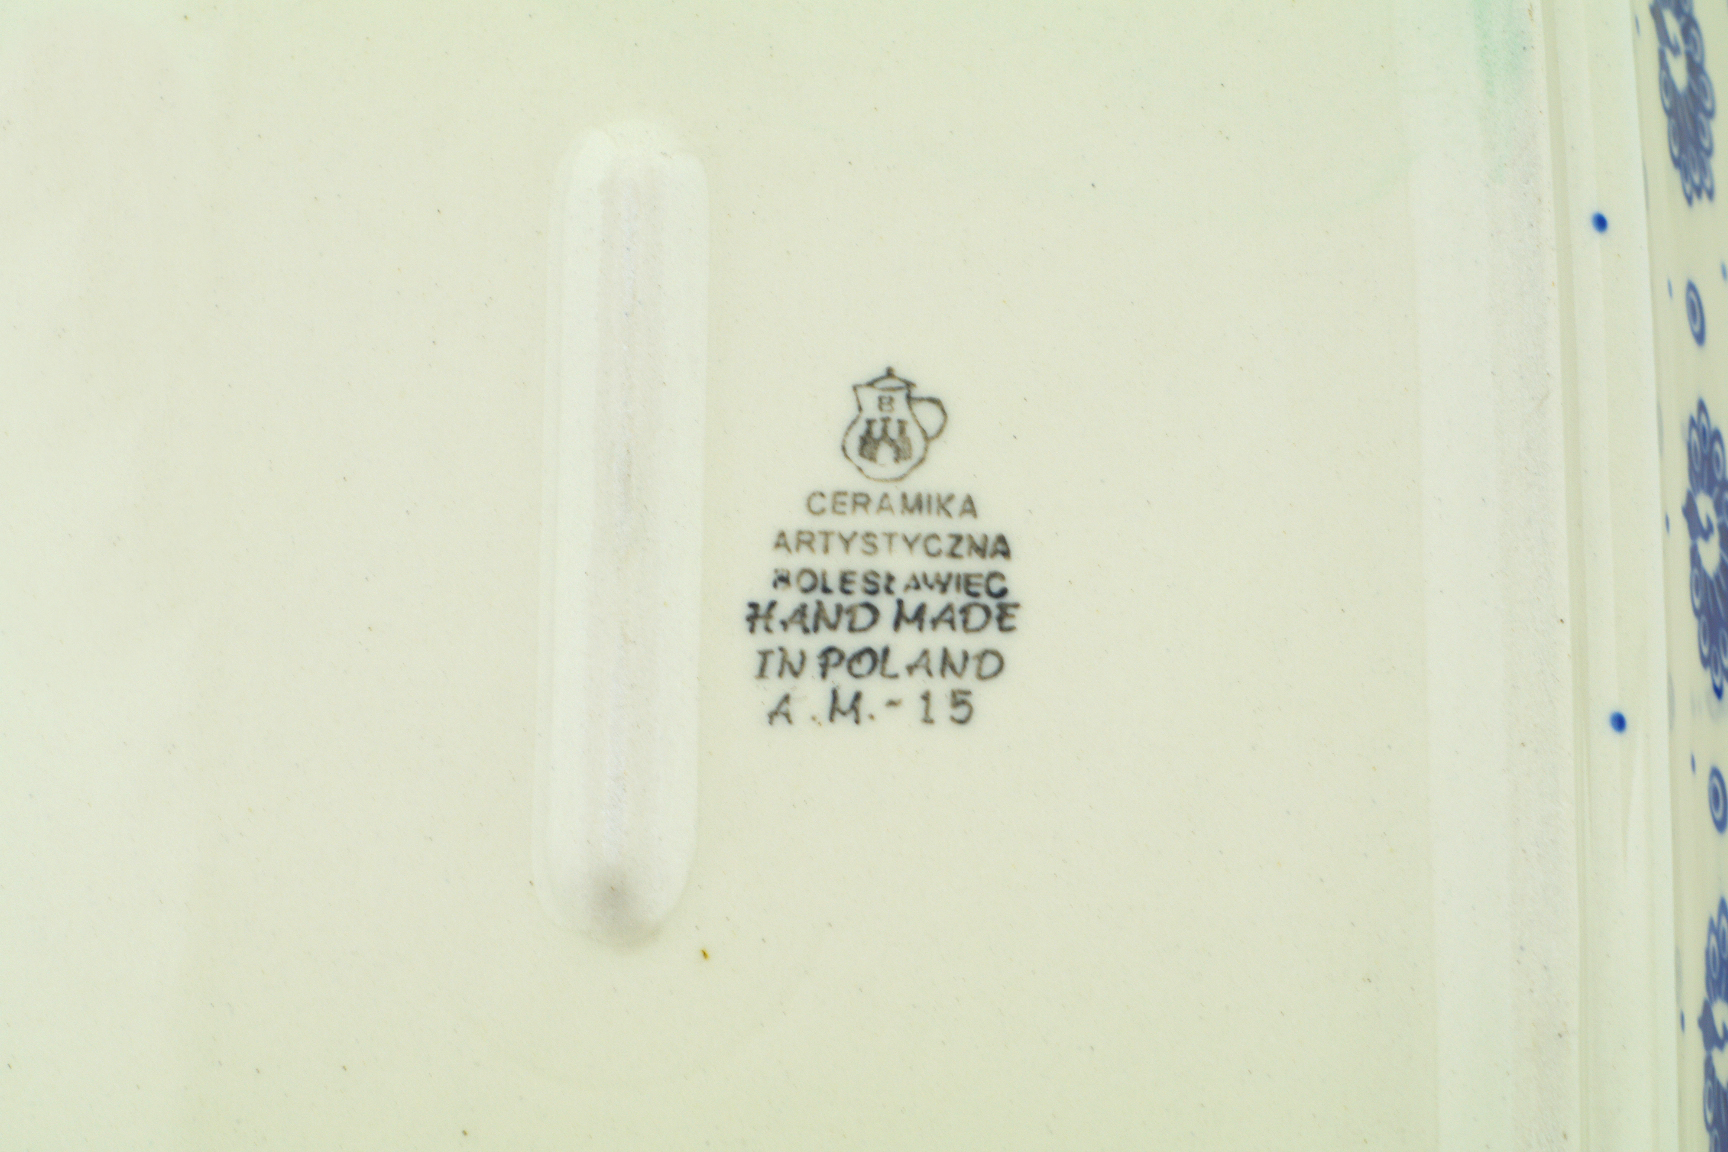 B
CERAMIKA
ARTYSTYCZNA
BOLESŁAWIEC
HAND MADE
IN POLAND
A.M.-15